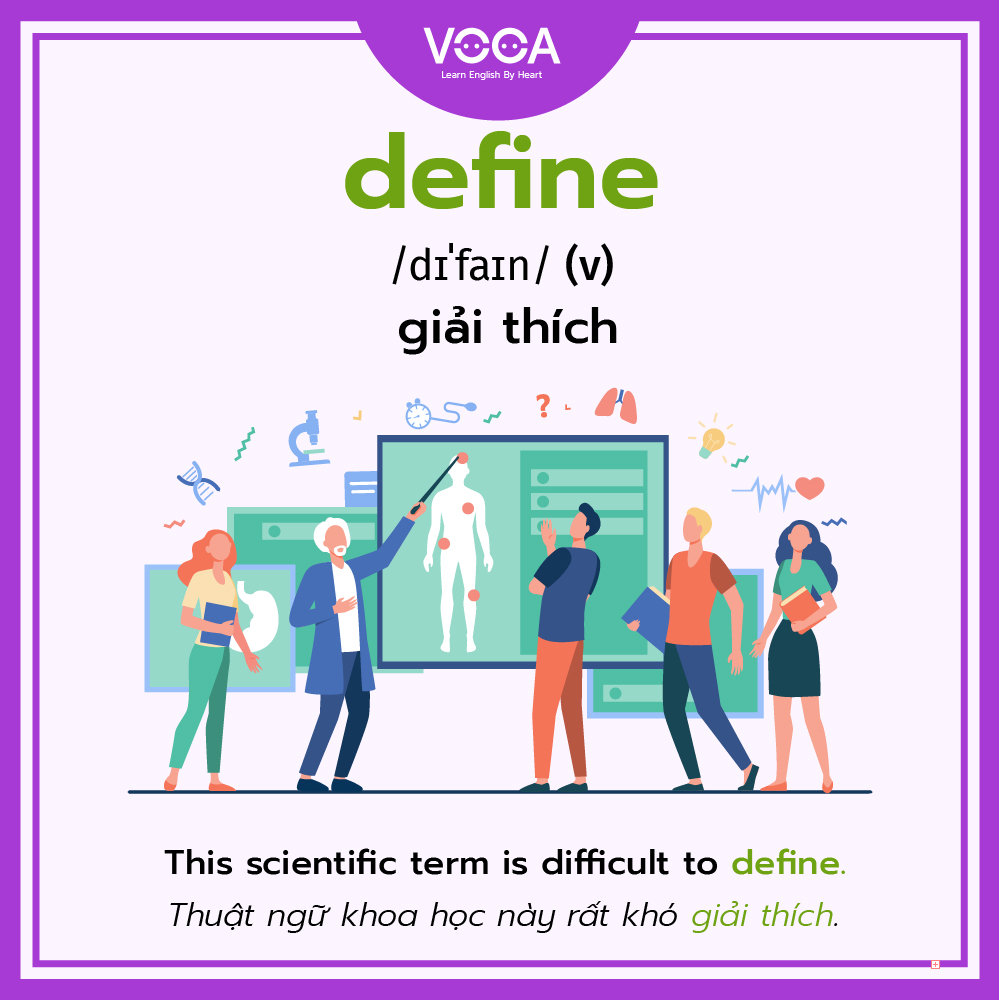 VOCA
Learn English By Heart
define
/dɪˈfaɪn/ (v)
giải thích
?
This scientific term is difficult to define.
Thuật ngữ khoa học này rất khó giải thích.